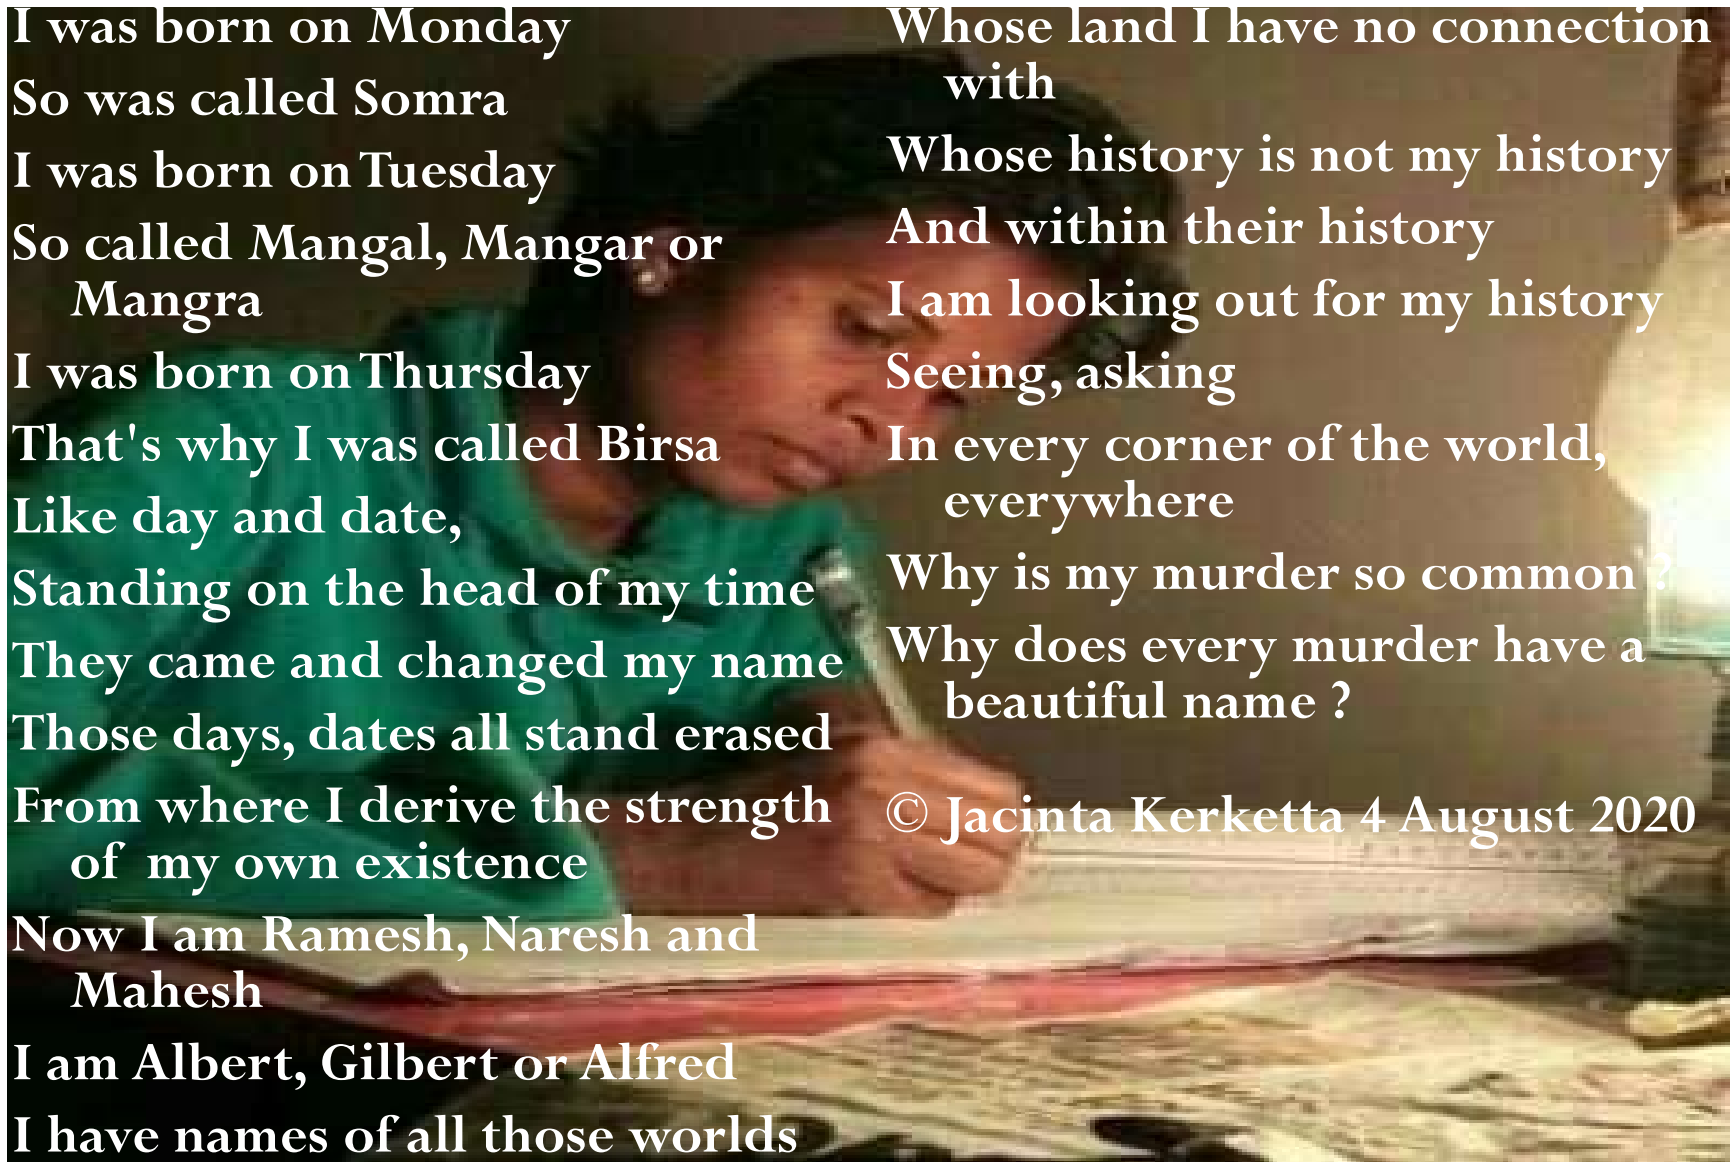 I was born on Monday
So was called Somra
I was born on Tuesday
So called Mangal, Mangar or
Mangra
I was born on Thursday
That's why I was called Birsa
Like day and date,
Standing on the head of my time
They came and changed my name
Those days, dates all stand erased
From where I derive the strength
of my own existence
Now I am Ramesh, Naresh and
Mahesh
I am Albert, Gilbert or Alfred
I have names of all those worlds
Whose land I have no connection
with
Whose history is not my history
And within their history
I am looking out for my history
Seeing, asking
In every corner of the world,
everywhere
Why is my murder so common ?
Why does every murder have a
beautiful name ?
© Jacinta Kerketta 4 August 2020